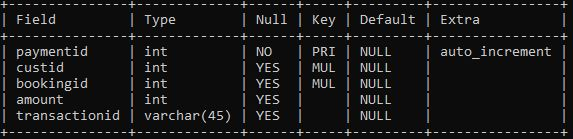 +---------------+-------------+------+-----+---------+----------------+
| Field         | Type        | Null | Key | Default | Extra          |
+---------------+-------------+------+-----+---------+----------------+
| paymentid     | int         | NO   | PRI | NULL    | auto_increment |
| custid        | int         | YES  | MUL | NULL    |                |
| bookingid     | int         | YES  | MUL | NULL    |                |
| amount        | int         | YES  |     | NULL    |                |
| transactionid | varchar(45) | YES  |     | NULL    |                |
+---------------+-------------+------+-----+---------+----------------+